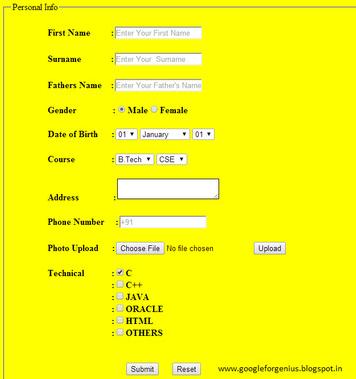 Personal Info
First Name : Enter Your First Name
Surname : Enter Your Surname
Fathers Name : Enter Your Father's Name
Gender : Male Female
Date of Birth : 01 January 01
Course : B.Tech CSE
Address :
Phone Number : +91
Photo Upload : Choose File No file chosen Upload
Technical : C
: C++
: JAVA
: ORACLE
: HTML
: OTHERS
Submit Reset www.googleforgenius.blogspot.in